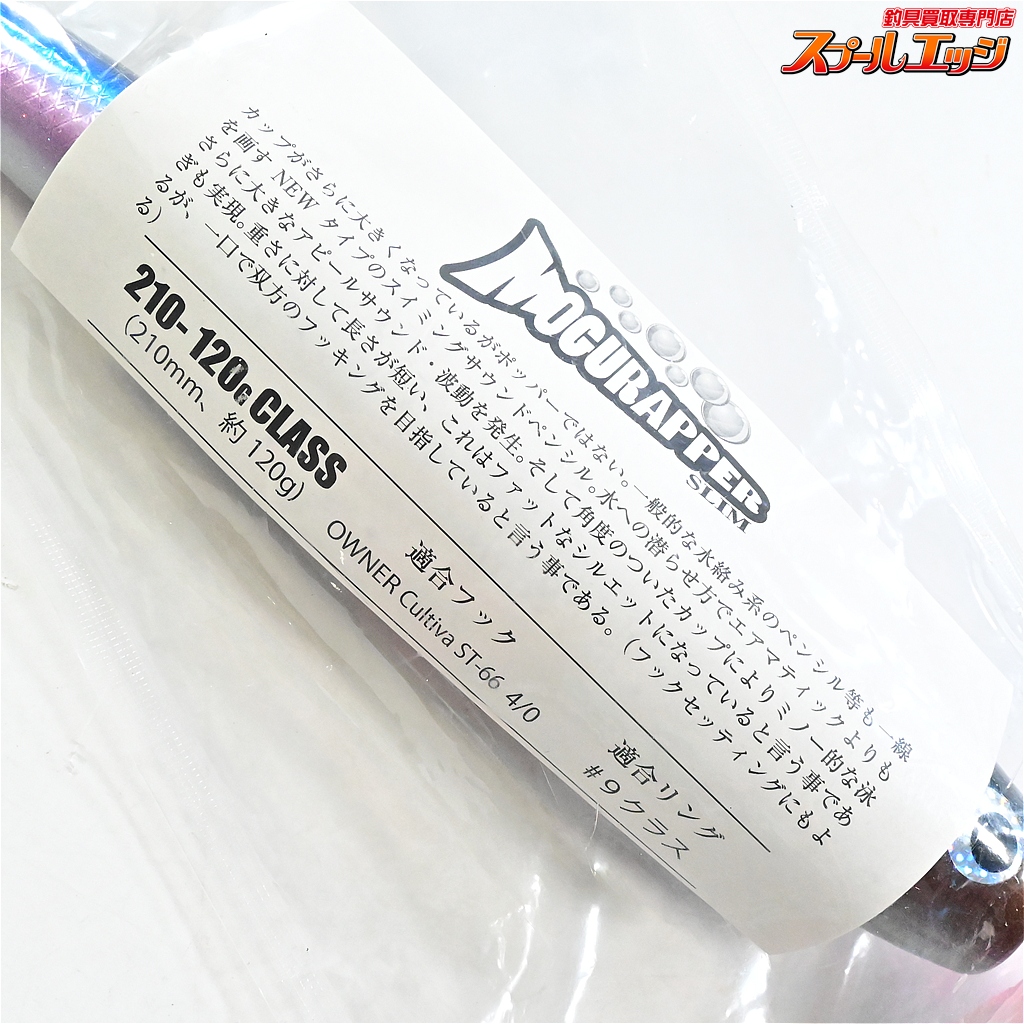 釣具買取専門店
スプールエッジ
MOGURAPPER
SLIM
カップがさらに大きくなっているがポッパーではない。一般的な水絡み系のペンシル等も一線
を画す NEW タイプのスイミングサウンドペンシル。水への潜らせ方でエアマティックよりも
さらに大きなアピールサウンド・波動を発生。そして角度のついたカップによりミノー的な泳
ぎも実現。重さに対して長さが短い、これはファットなシルエットになっていると言う事であ
るが、一口で双方のフッキングを目指していると言う事である。(フックセッティングにもよ
る)
210-120g CLASS
(210mm、約 120g)
適合フック
OWNER Cultiva ST-66 4/0
適合リング
#9クラス